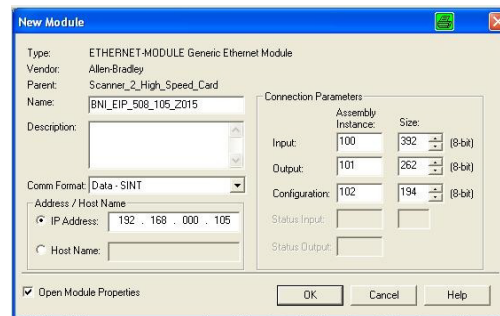 New Module
Type: ETHERNET-MODULE Generic Ethernet Module
Vendor: Allen-Bradley
Parent: Scanner_2_High_Speed_Card
Name: BNI_EIP_508_105_Z015
Description:
Comm Format: Data - SINT
Address / Host Name
IP Address: 192 . 168 . 000 . 105
Host Name:
Connection Parameters
Assembly
Instance: Size:
Input: 100 392 (8-bit)
Output: 101 262 (8-bit)
Configuration: 102 194 (8-bit)
Status Input:
Status Output:
Open Module Properties
OK Cancel Help